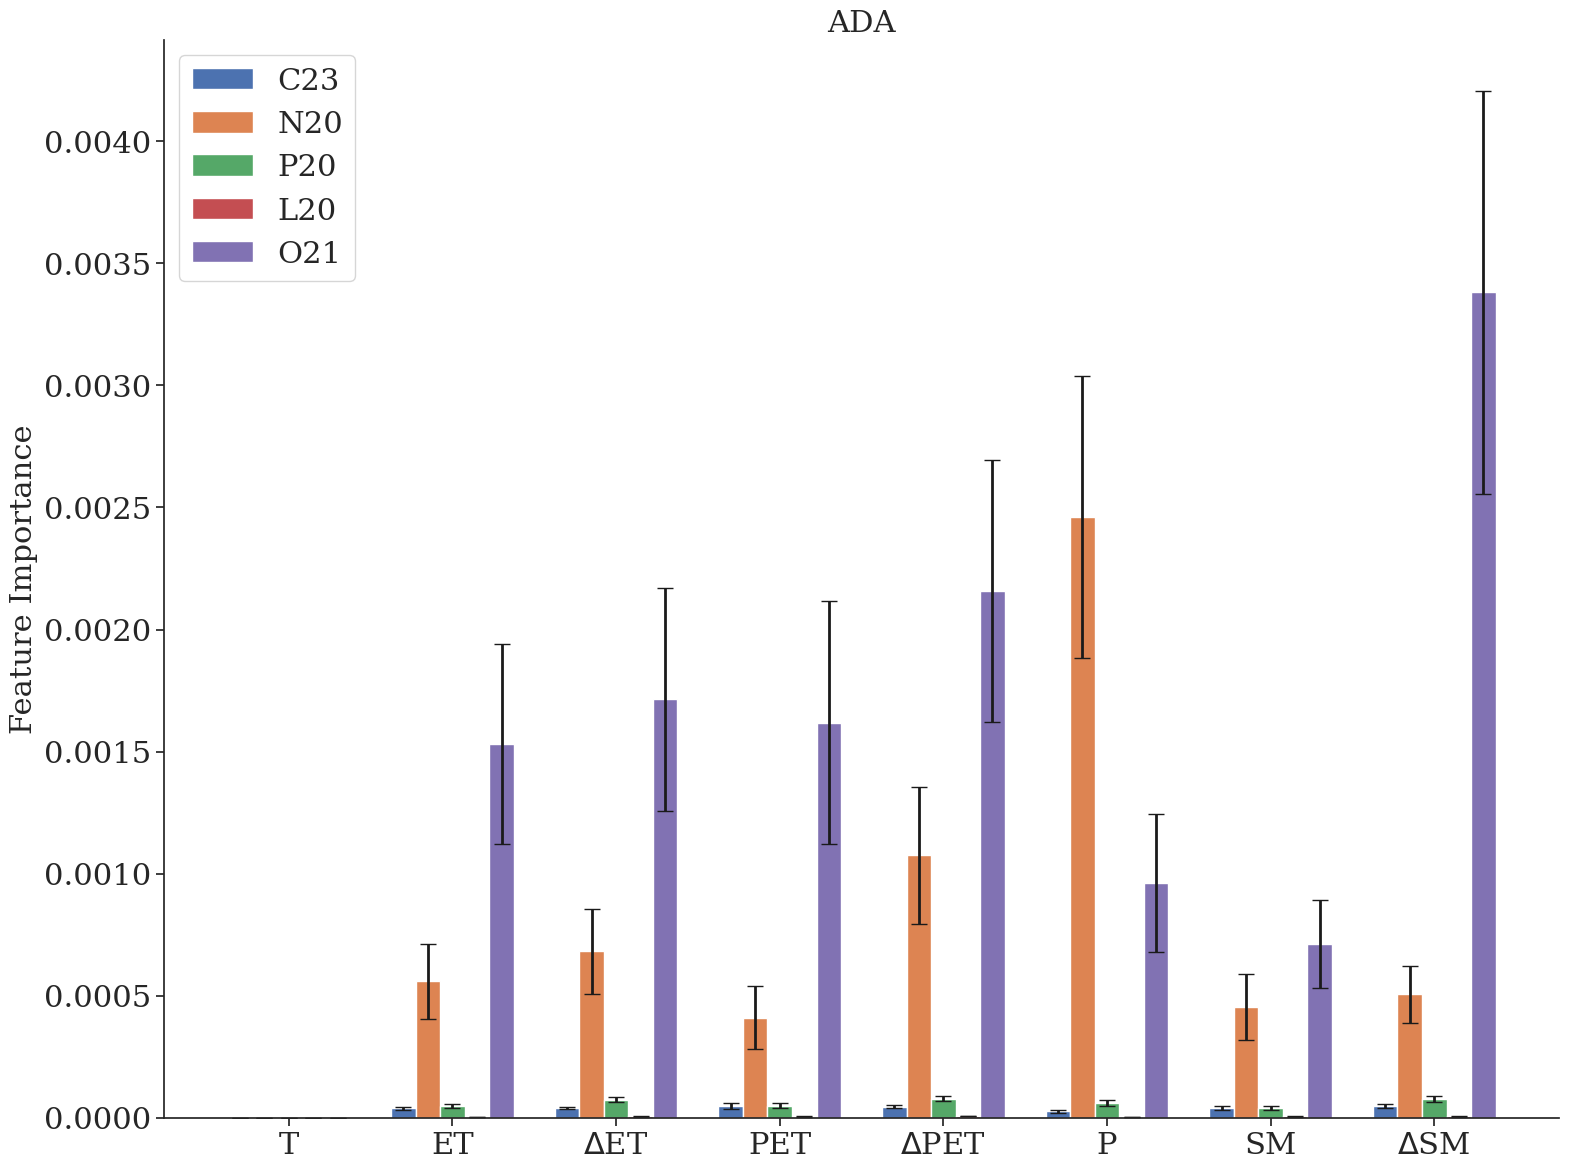 ADA
C23
N20
P20
L20
O21
0.0040
0.0035
0.0030
0.0025
0.0020
0.0015
0.0010
0.0005
0.0000
Feature Importance
T ET ΔET PET ΔPET P SM ΔSM